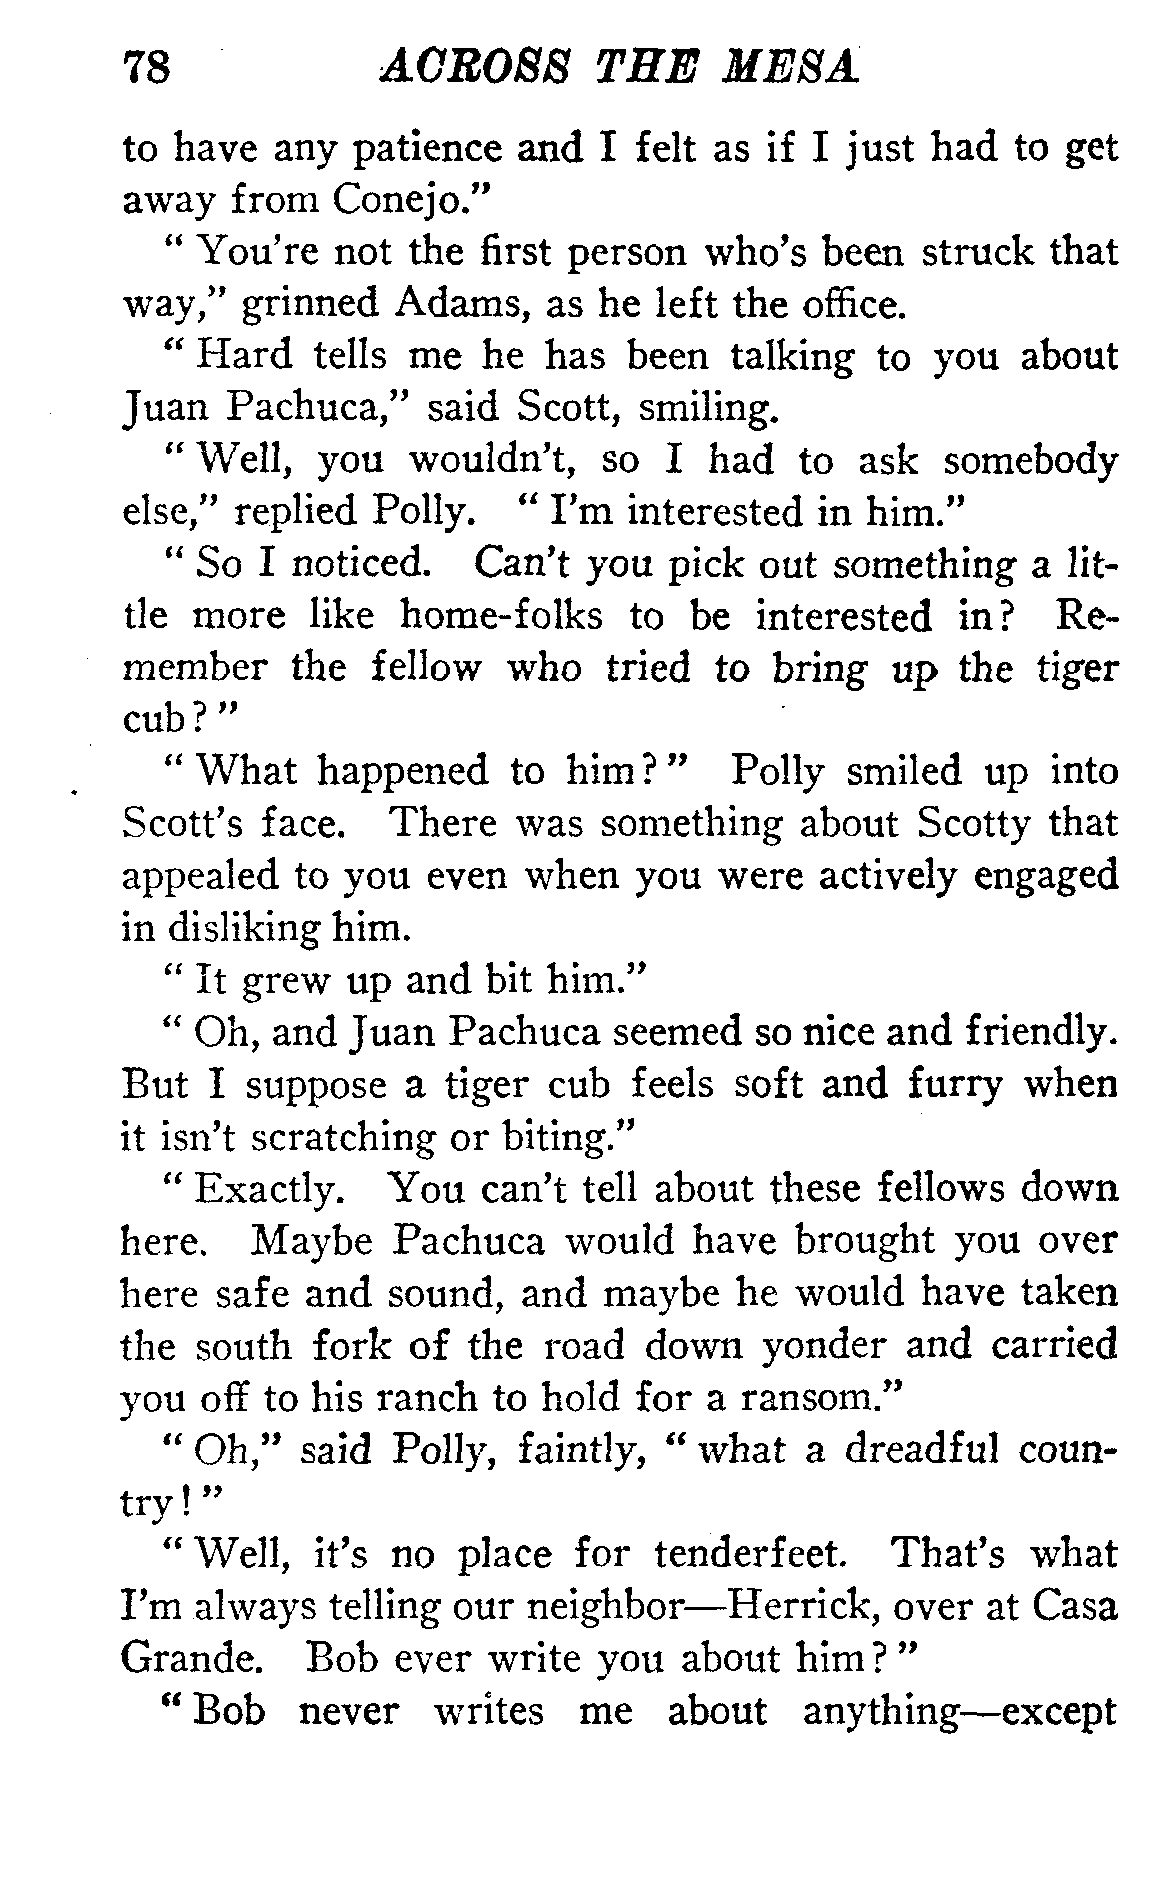 78 ACROSS THE MESA
to have any patience and I felt as if I just had to get
away from Conejo."
" You're not the first person who's been struck that
way," grinned Adams, as he left the office.
" Hard tells me he has been talking to you about
Juan Pachuca," said Scott, smiling.
" Well, you wouldn't, so I had to ask somebody
else," replied Polly. " I'm interested in him."
" So I noticed. Can't you pick out something a lit-
tle more like home-folks to be interested in? Re-
member the fellow who tried to bring up the tiger
cub? "
" What happened to him? " Polly smiled up into
Scott's face. There was something about Scotty that
appealed to you even when you were actively engaged
in disliking him.
" It grew up and bit him."
" Oh, and Juan Pachuca seemed so nice and friendly.
But I suppose a tiger cub feels soft and furry when
it isn't scratching or biting."
" Exactly. You can't tell about these fellows down
here. Maybe Pachuca would have brought you over
here safe and sound, and maybe he would have taken
the south fork of the road down yonder and carried
you off to his ranch to hold for a ransom."
" Oh," said Polly, faintly, " what a dreadful coun-
try! "
" Well, it's no place for tenderfeet. That's what
I'm always telling our neighbor—Herrick, over at Casa
Grande. Bob ever write you about him? "
" Bob never writes me about anything—except